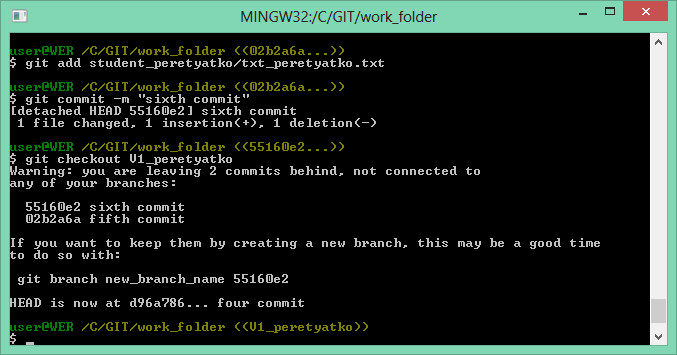 MINGW32:/C/GIT/work_folder
user@WER /C/GIT/work_folder ((02b2a6a...))
$ git add student_peretyatko/txt_peretyatko.txt
user@WER /C/GIT/work_folder ((02b2a6a...))
$ git commit -m "sixth commit"
[detached HEAD 55160e2] sixth commit
1 file changed, 1 insertion(+), 1 deletion(-)
user@WER /C/GIT/work_folder ((55160e2...))
$ git checkout V1_peretyatko
Warning: you are leaving 2 commits behind, not connected to
any of your branches:
55160e2 sixth commit
02b2a6a fifth commit
If you want to keep them by creating a new branch, this may be a good time
to do so with:
git branch new_branch_name 55160e2
HEAD is now at d96a786... four commit
user@WER /C/GIT/work_folder ((V1_peretyatko))
$ _